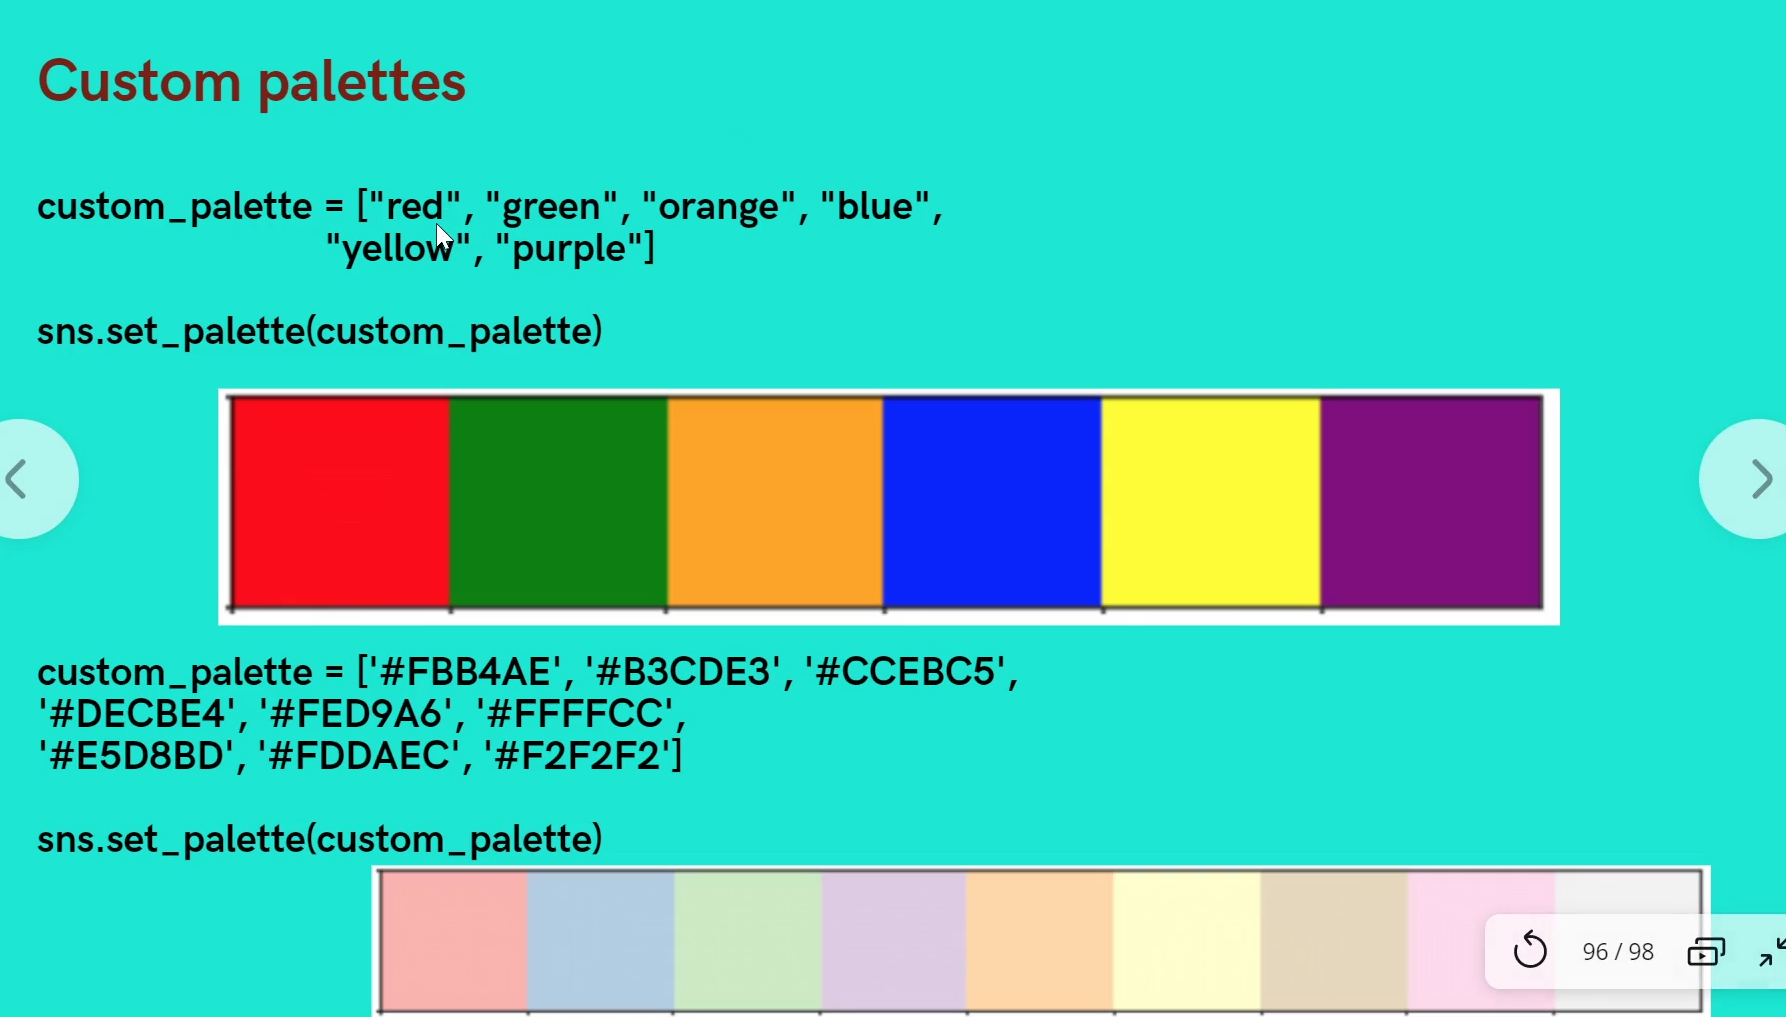 Custom palettes
custom_palette = ["red", "green", "orange", "blue",
"yellow", "purple"]
sns.set_palette(custom_palette)
custom_palette = ['#FBB4AE', '#B3CDE3', '#CCEBC5',
'#DECBE4', '#FED9A6', '#FFFFCC',
'#E5D8BD', '#FDDAEC', '#F2F2F2']
sns.set_palette(custom_palette)
96 / 98